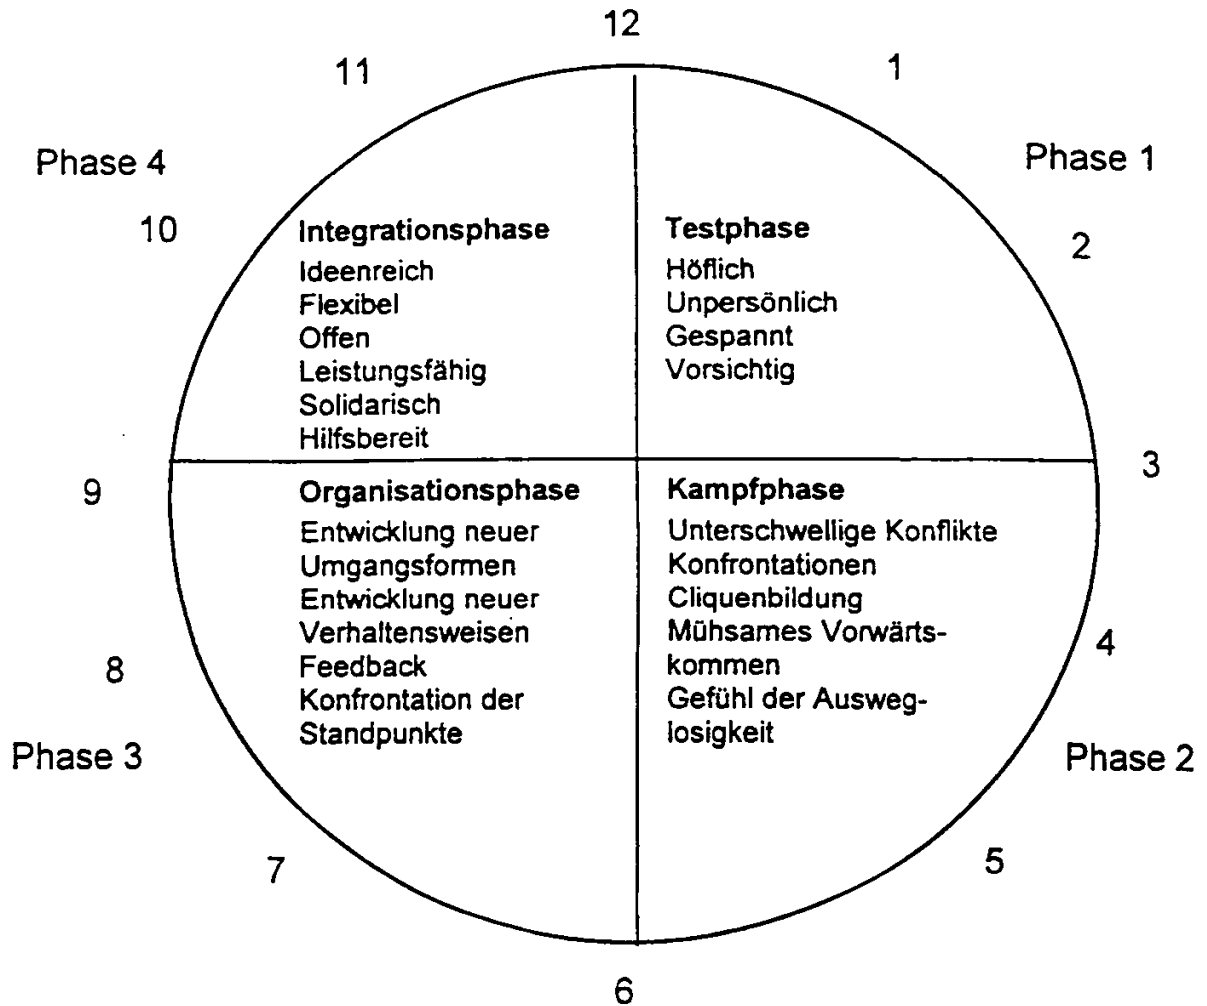 12
11
1
Phase 4
Phase 1
10
2
Integrationsphase
Ideenreich
Flexibel
Offen
Leistungsfähig
Solidarisch
Hilfsbereit
Testphase
Höflich
Unpersönlich
Gespannt
Vorsichtig
9
3
Organisationsphase
Entwicklung neuer
Umgangsformen
Entwicklung neuer
Verhaltensweisen
Feedback
Konfrontation der
Standpunkte
Kampfphase
Unterschwellige Konflikte
Konfrontationen
Cliquenbildung
Mühsames Vorwärts-
kommen
Gefühl der Ausweg-
losigkeit
8
4
Phase 3
Phase 2
7
5
6